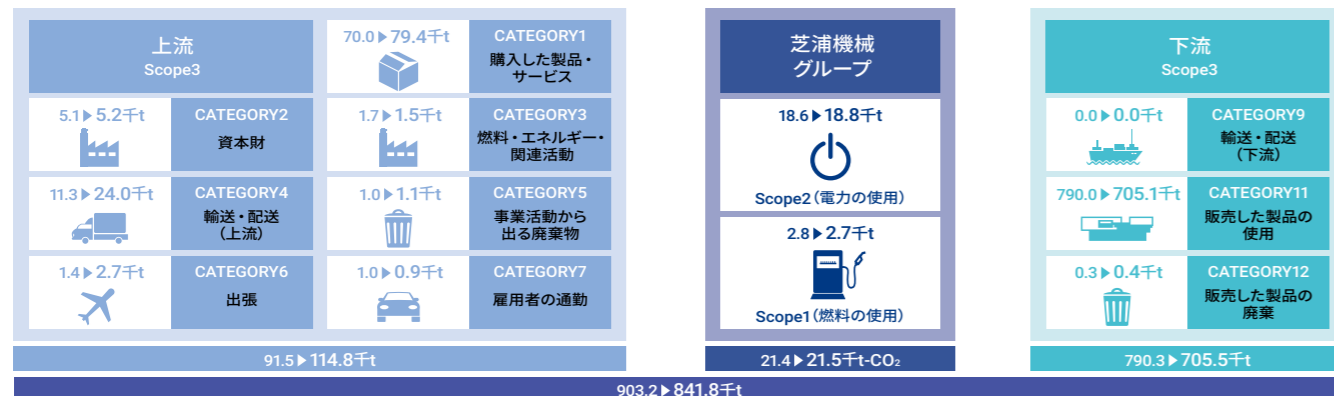 上流
Scope3
70.0▶79.4千t
CATEGORY1
購入した製品・
サービス
5.1▶5.2千t
CATEGORY2
資本財
1.7▶1.5千t
CATEGORY3
燃料・エネルギー・
関連活動
11.3▶24.0千t
CATEGORY4
輸送・配送
（上流）
1.0▶1.1千t
CATEGORY5
事業活動から
出る廃棄物
1.4▶2.7千t
CATEGORY6
出張
1.0▶0.9千t
CATEGORY7
雇用者の通勤
91.5▶114.8千t
芝浦機械
グループ
18.6▶18.8千t
Scope2（電力の使用）
2.8▶2.7千t
Scope1（燃料の使用）
21.4▶21.5千t-CO₂
下流
Scope3
0.0▶0.0千t
CATEGORY9
輸送・配送
（下流）
790.0▶705.1千t
CATEGORY11
販売した製品の
使用
0.3▶0.4千t
CATEGORY12
販売した製品の
廃棄
790.3▶705.5千t
903.2▶841.8千t